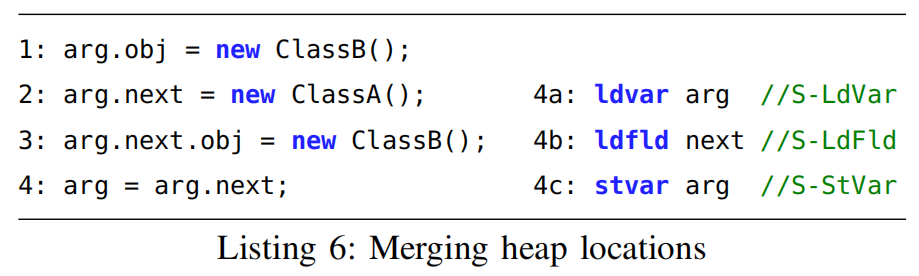 1: arg.obj = new ClassB();
2: arg.next = new ClassA(); 4a: ldvar arg //S-LdVar
3: arg.next.obj = new ClassB(); 4b: ldfld next //S-LdFld
4: arg = arg.next; 4c: stvar arg //S-StVar
Listing 6: Merging heap locations